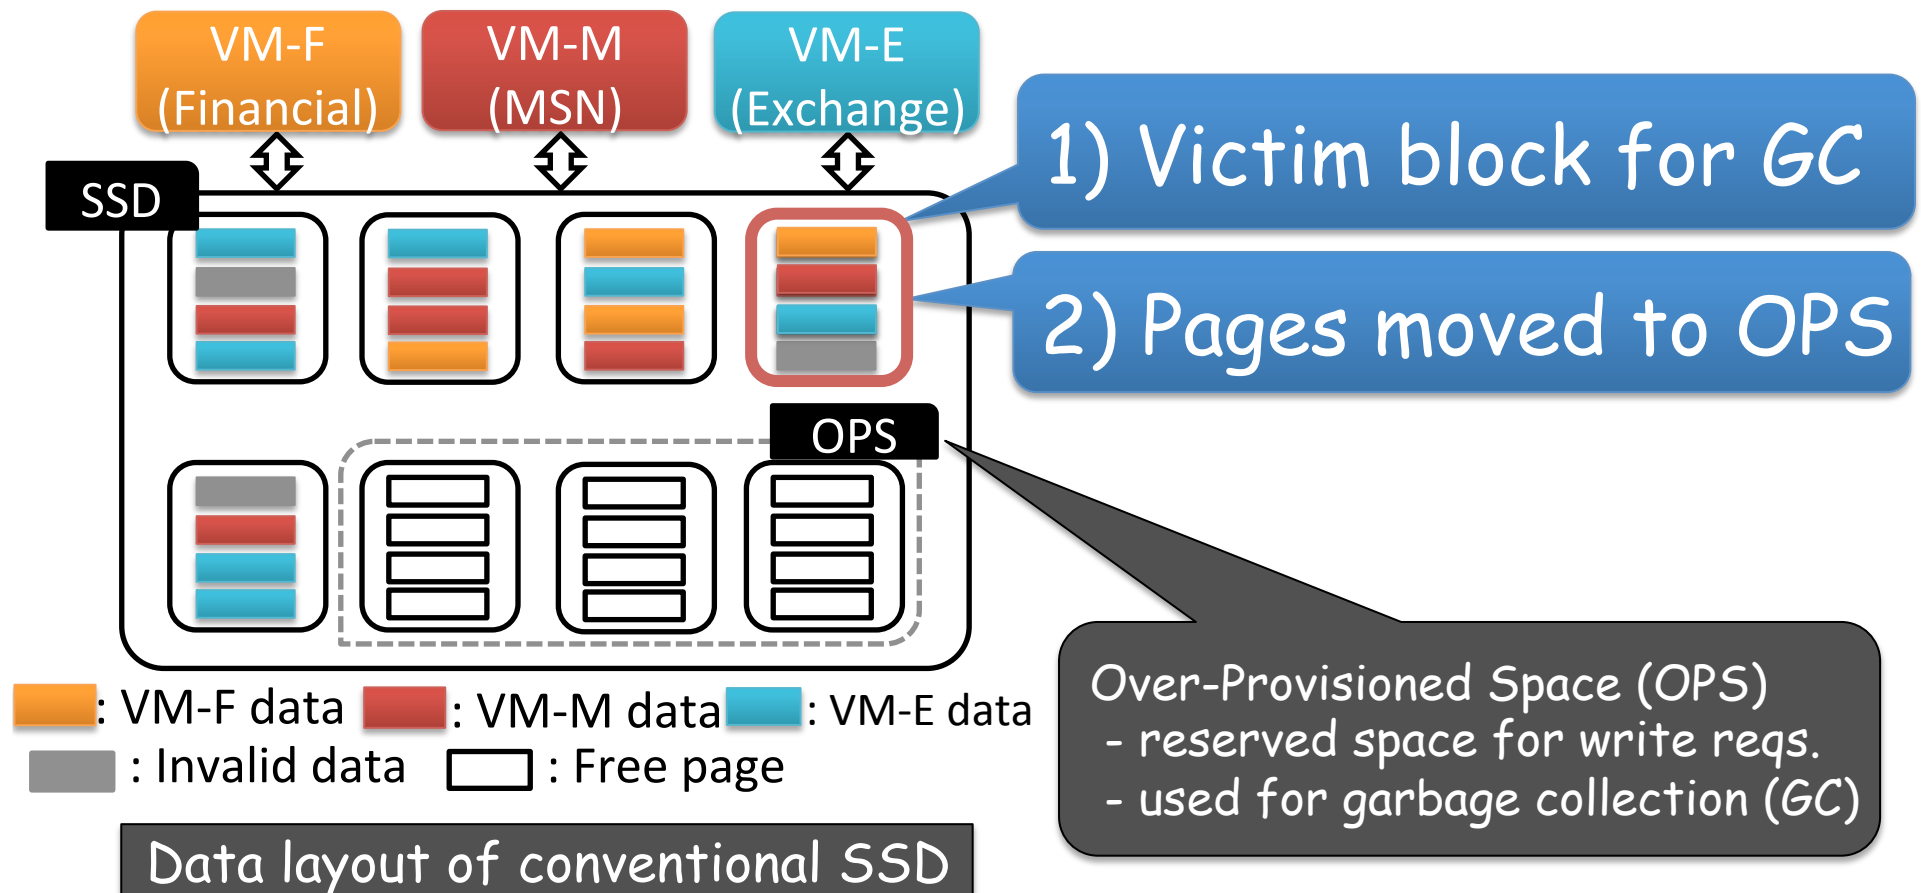 VM-F
(Financial)
VM-M
(MSN)
VM-E
(Exchange)
1) Victim block for GC
SSD
2) Pages moved to OPS
OPS
Over-Provisioned Space (OPS)
- reserved space for write reqs.
- used for garbage collection (GC)
: VM-F data
: VM-M data
: VM-E data
: Invalid data
: Free page
Data layout of conventional SSD